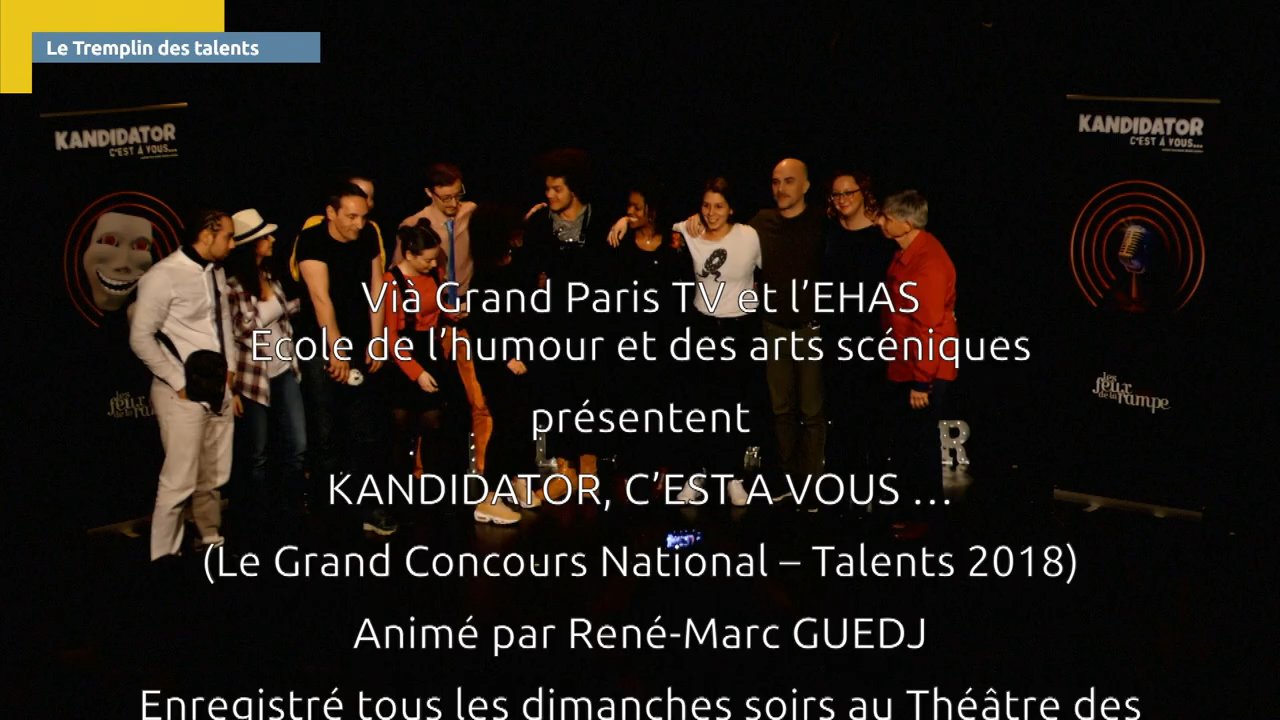 Le Tremplin des talents
KANDIDATOR
C'EST À VOUS...
KANDIDATOR
C'EST À VOUS...
Vià Grand Paris TV et l’EHAS
Ecole de l’humour et des arts scéniques
présentent
KANDIDATOR, C’EST A VOUS …
(Le Grand Concours National – Talents 2018)
Animé par René-Marc GUEDJ
Enregistré tous les dimanches soirs au Théâtre des
les feux
de la
les feux
de la rampe
R